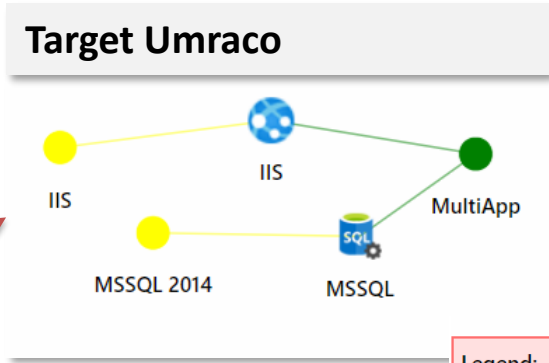 Target Umraco
IIS
IIS
MultiApp
SQL
MSSQL 2014
MSSQL
Legend: